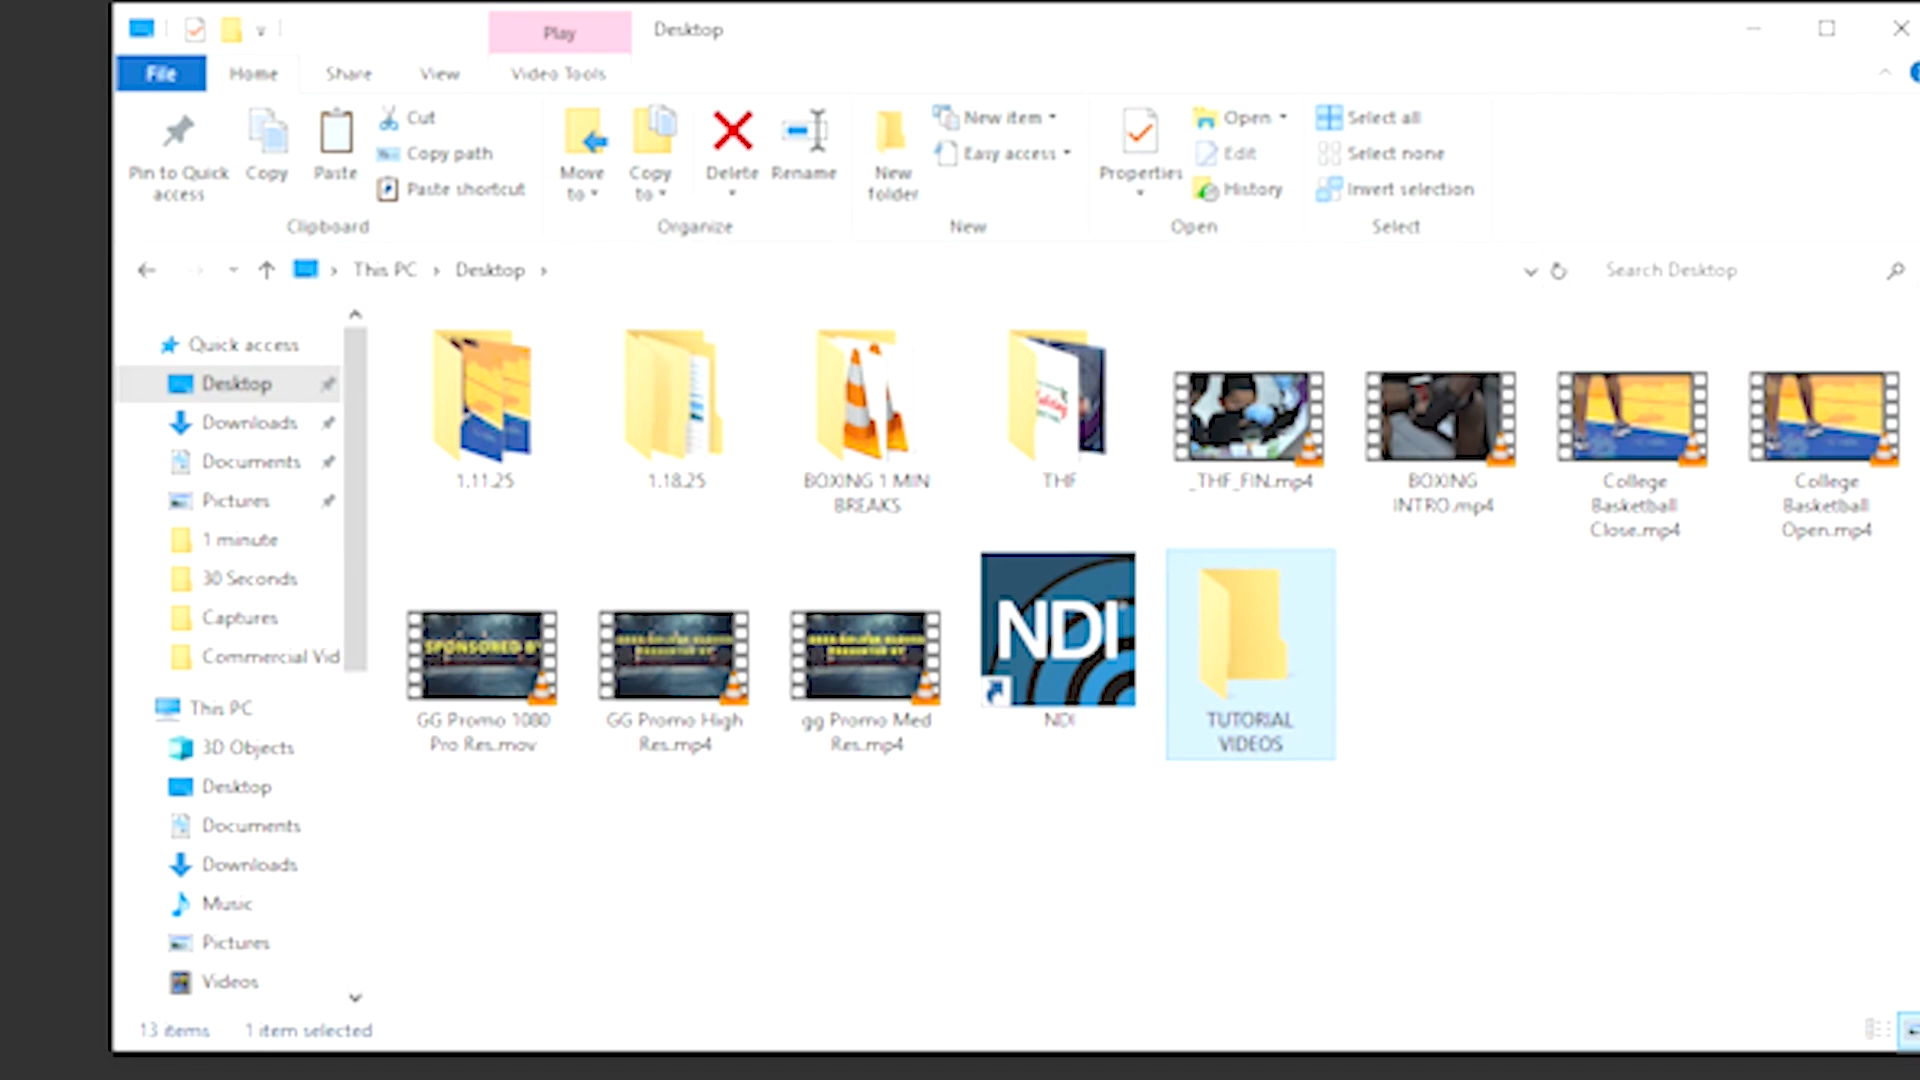 Play
Desktop
File
Home
Share
View
Video Tools
Pin to Quick
access
Copy
Paste
Cut
Copy path
Paste shortcut
Clipboard
Move
to
Copy
to
Delete
Rename
Organize
New
folder
New item
Easy access
New
Properties
Open
Edit
History
Open
Select all
Select none
Invert selection
Select
This PC
Desktop
Search Desktop
Quick access
Desktop
Downloads
Documents
Pictures
1 minute
30 Seconds
Captures
Commercial Vid
This PC
3D Objects
Desktop
Documents
Downloads
Music
Pictures
Videos
1.11.25
1.18.25
BOXING 1 MIN
BREAKS
THF
_THF_FIN.mp4
BOXING
INTRO.mp4
College
Basketball
Close.mp4
College
Basketball
Open.mp4
SPONSORED B
GG Promo 1080
Pro Res.mov
GG Promo High
Res.mp4
gg Promo Med
Res.mp4
NDI
NDI
TUTORIAL
VIDEOS
13 items
1 item selected